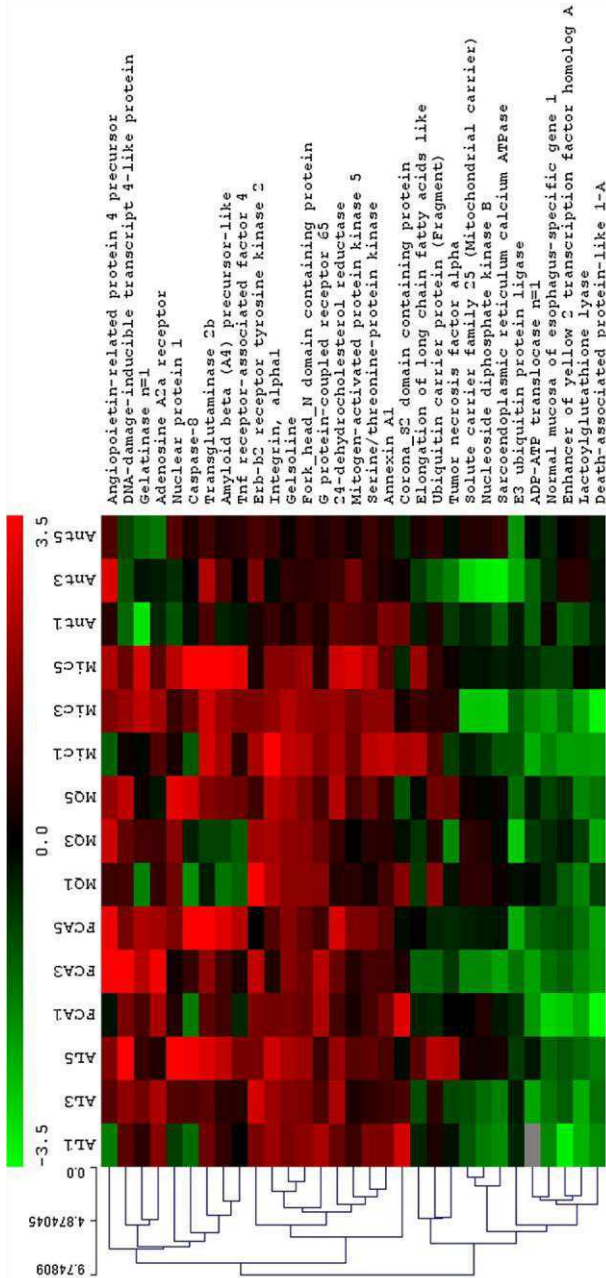 Angiopoietin-related protein 4 precursor
DNA-damage-inducible transcript 4-like protein
Gelatinase n=1
Adenosine A2a receptor
Nuclear protein 1
Caspase-8
Transglutaminase 2b
Amyloid beta (A4) precursor-like
Tnf receptor-associated factor 4
Erb-b2 receptor tyrosine kinase 2
Integrin, alpha1
Gelsoline
Fork_head_N domain containing protein
G protein-coupled receptor 65
24-dehydrocholesterol reductase
Mitogen-activated protein kinase 5
Serine/threonine-protein kinase
Annexin A1
Corona_S2 domain containing protein
Elongation of long chain fatty acids like
Ubiquitin carrier protein (Fragment)
Tumor necrosis factor alpha
Solute carrier family 25 (Mitochondrial carrier)
Nucleoside diphosphate kinase B
Sarcoendoplasmic reticulum calcium ATPase
E3 ubiquitin protein ligase
ADP-ATP translocase n=1
Normal mucosa of esophagus-specific gene 1
Enhancer of yellow 2 transcription factor homolog A
Lactoylglutathione lyase
Death-associated protein-like 1-A
-3.5 0.0 3.5
AL1 AL3 AL5 FCA1 FCA3 FCA5 MQ1 MQ3 MQ5 Mic1 Mic3 Mic5 Ant1 Ant3 Ant5
9.74809 4.874045 0.0